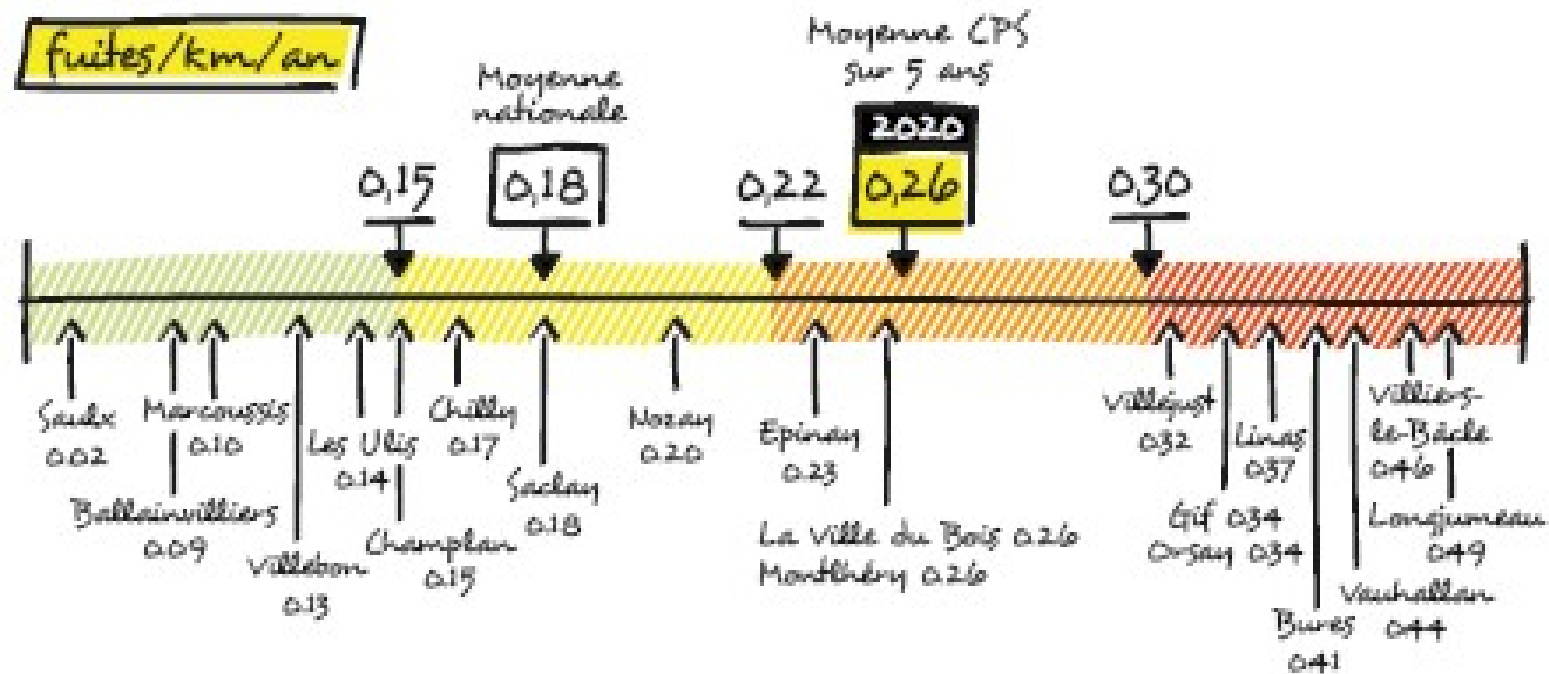 fuites/km/an
Moyenne
nationale
Moyenne CPS
sur 5 ans
2020
0,15
0,18
0,22
0,26
0,30
Saulx
0.02
Ballainvilliers
0.09
Marcoussis
0.10
Villebon
0.13
Les Ulis
0.14
Champlan
0.15
Chilly
0.17
Saclay
0.18
Nozay
0.20
Epinay
0.23
La Ville du Bois 0.26
Montlhéry 0.26
Villejust
0.32
Gif 0.34
Orsay 0.34
Linas
0.37
Bures
0.41
Vauhallan
0.44
Villiers-
le-Bâcle
0.46
Longjumeau
0.49